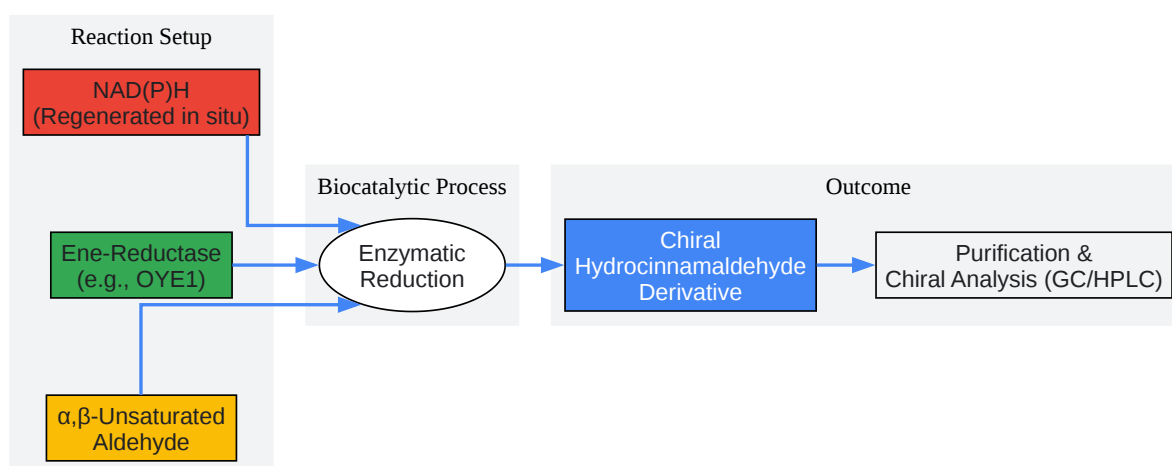 Reaction Setup
NAD(P)H
(Regenerated in situ)
Ene-Reductase
(e.g., OYE1)
α,β-Unsaturated
Aldehyde
Biocatalytic Process
Enzymatic
Reduction
Outcome
Chiral
Hydrocinnamaldehyde
Derivative
Purification &
Chiral Analysis (GC/HPLC)